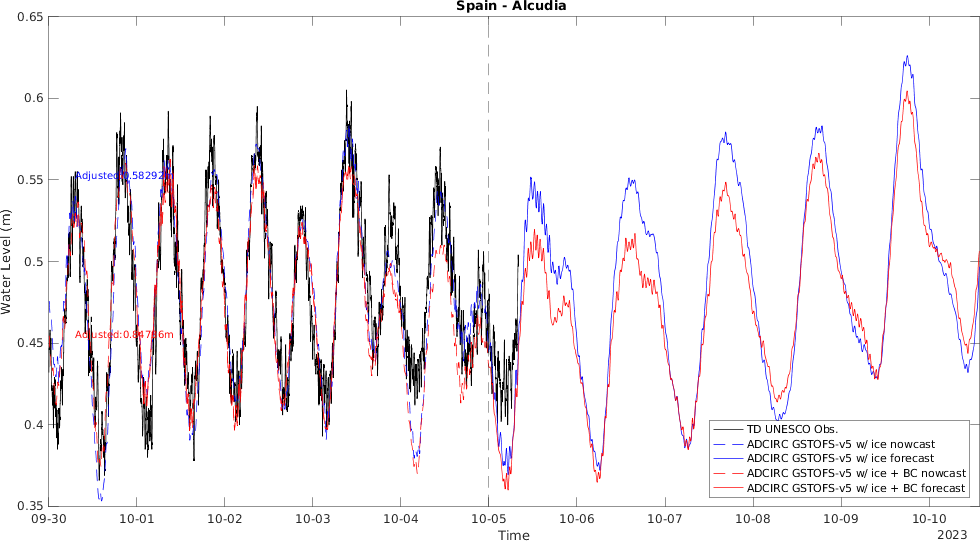 Spain - Alcudia
0.65
0.6
0.55
0.5
0.45
0.4
0.35
Water Level (m)
Adjusted:0.58292m
Adjusted:0.84756m
TD UNESCO Obs.
ADCIRC GSTOFS-v5 w/ ice nowcast
ADCIRC GSTOFS-v5 w/ ice forecast
ADCIRC GSTOFS-v5 w/ ice + BC nowcast
ADCIRC GSTOFS-v5 w/ ice + BC forecast
09-30 10-01 10-02 10-03 10-04 10-05 10-06 10-07 10-08 10-09 10-10
Time
2023